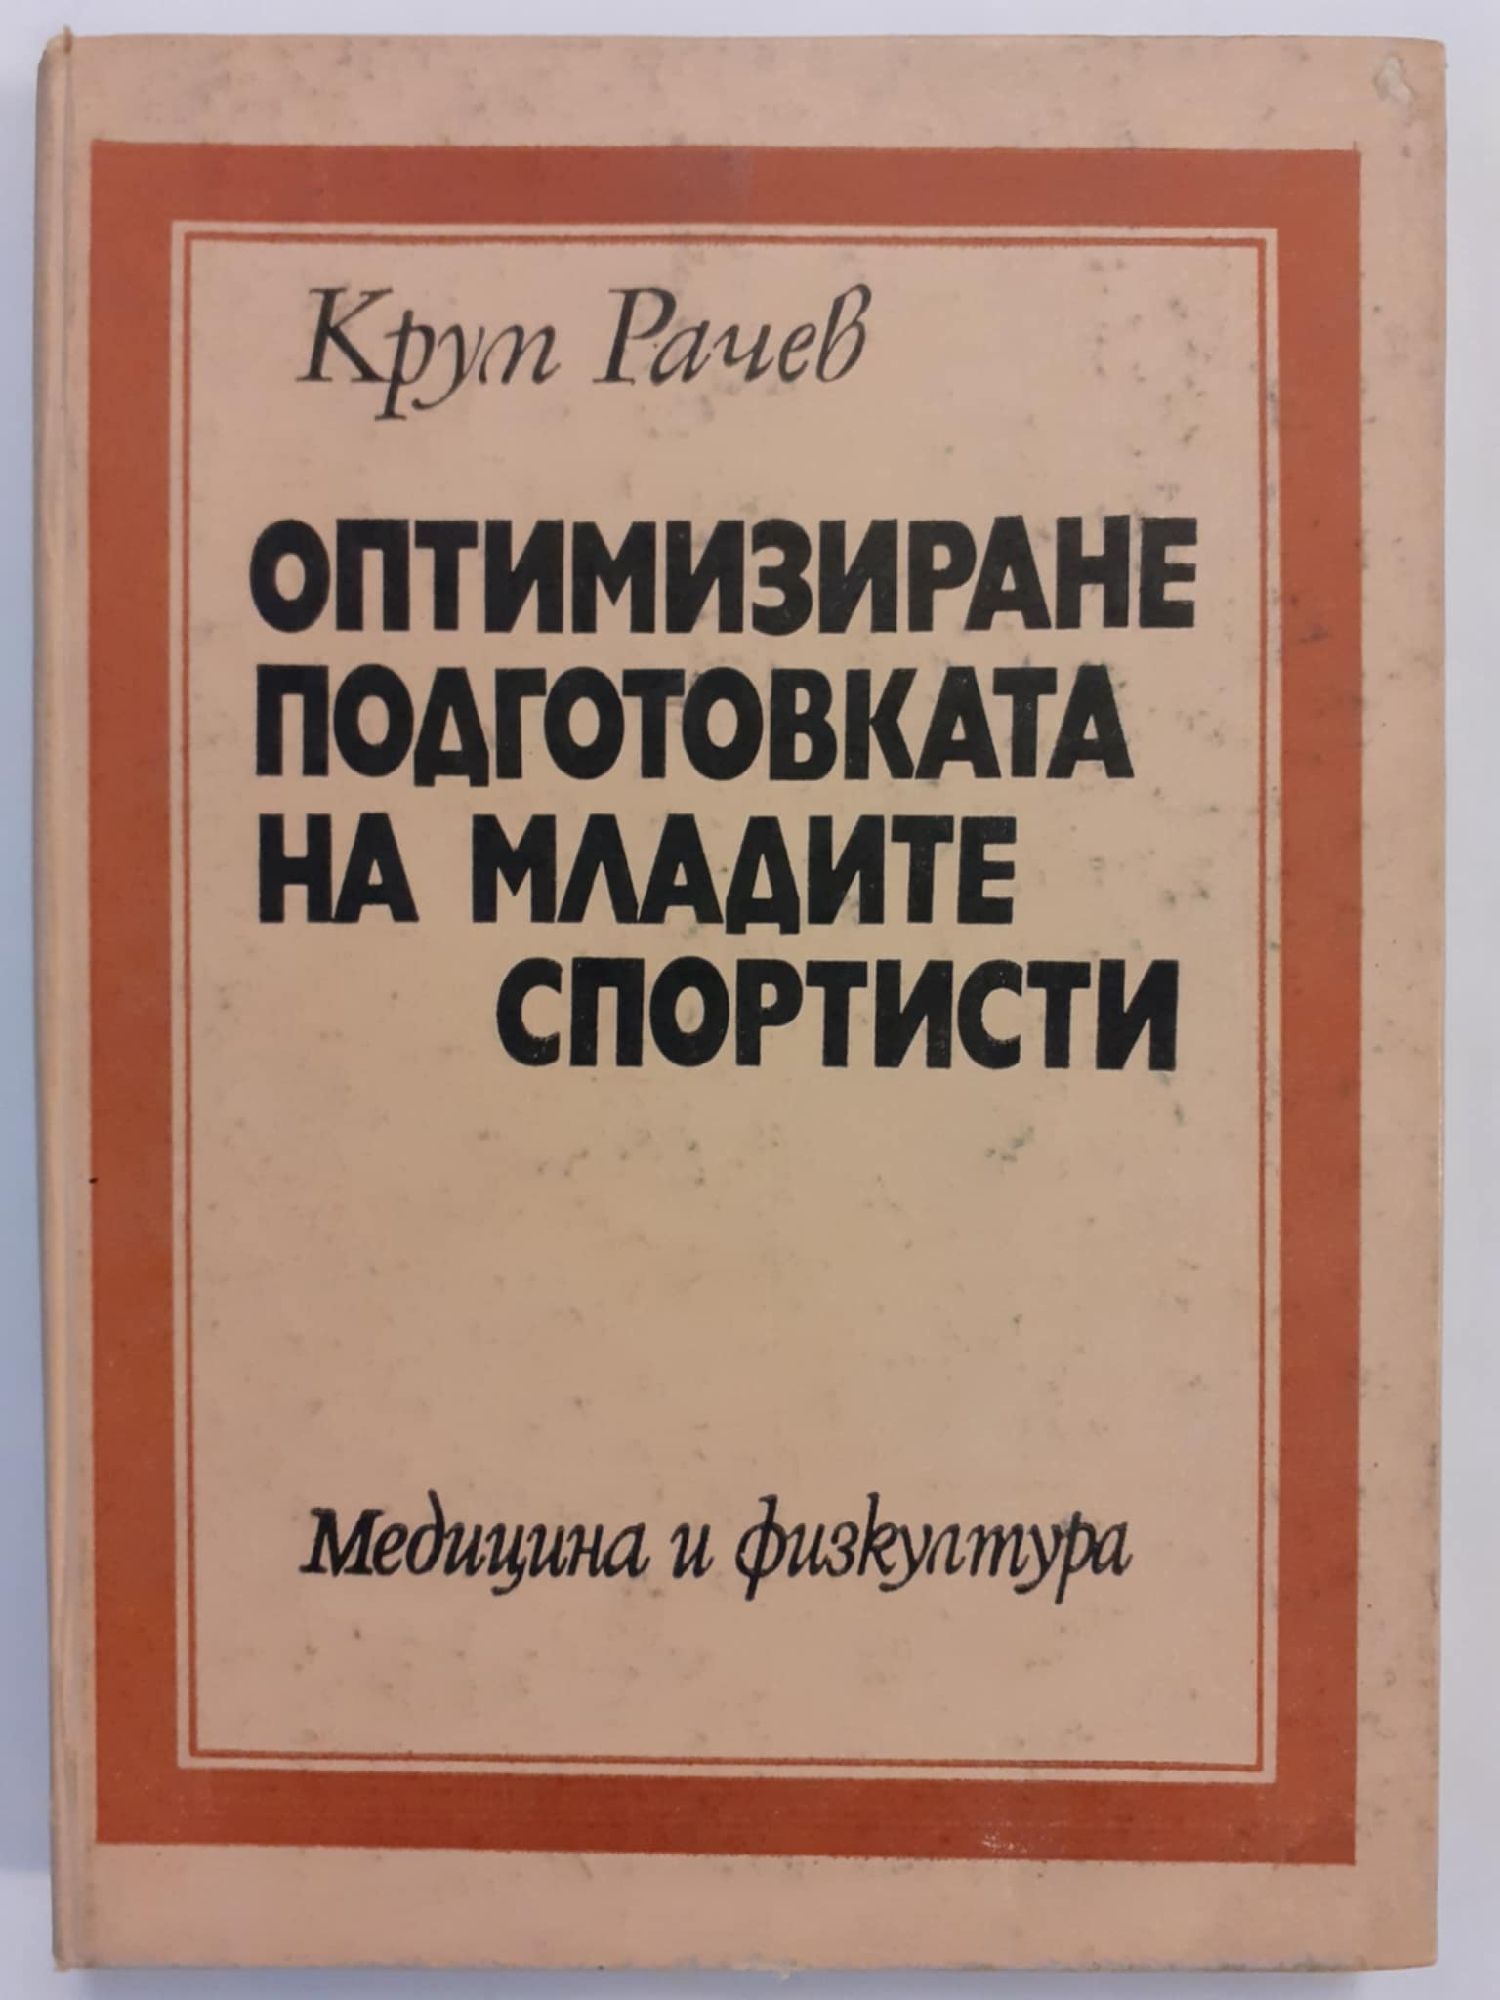 Крум Рачев
ОПТИМИЗИРАНЕ
ПОДГОТОВКАТА
НА МЛАДИТЕ
СПОРТИСТИ
Медицина и физкултура